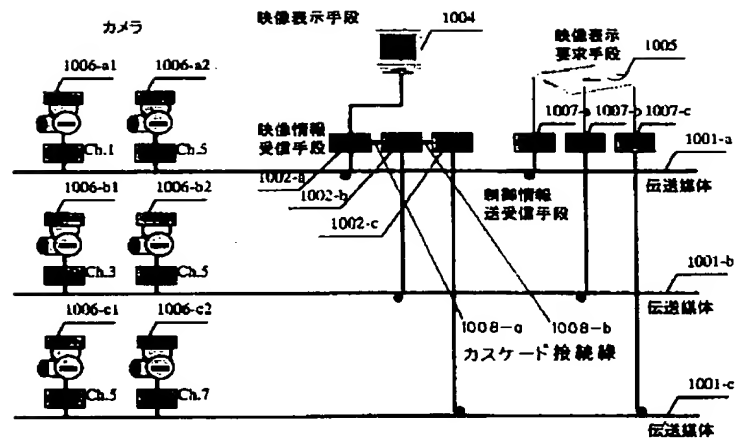 カメラ
映像表示手段
1004
映像表示
要求手段
1005
1006-a1
1006-a2
Ch.1
Ch.5
映像情報
受信手段
1007-b
1007-c
1001-a
伝送媒体
1002-a
1002-b
1002-c
制御情報
送受信手段
1006-b1
1006-b2
Ch.3
Ch.5
1001-b
伝送媒体
1006-c1
1006-c2
1008-a
1008-b
カスケード接続線
Ch.5
Ch.7
1001-c
伝送媒体